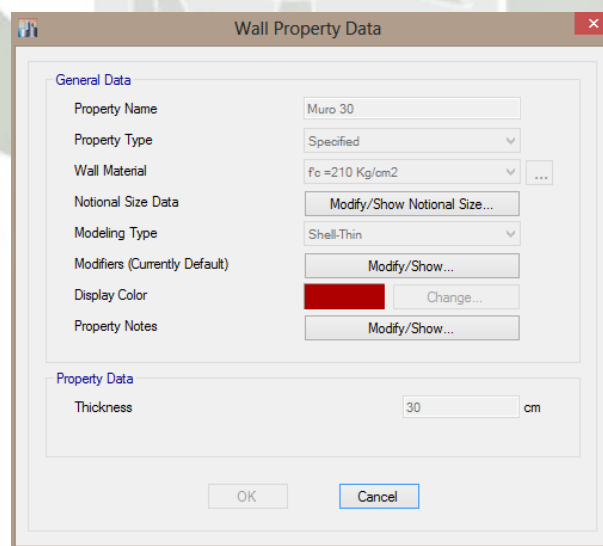 Wall Property Data
General Data
Property Name Muro 30
Property Type Specified
Wall Material f'c =210 Kg/cm2 ...
Notional Size Data Modify/Show Notional Size...
Modeling Type Shell-Thin
Modifiers (Currently Default) Modify/Show...
Display Color Change...
Property Notes Modify/Show...
Property Data
Thickness 30 cm
OK Cancel